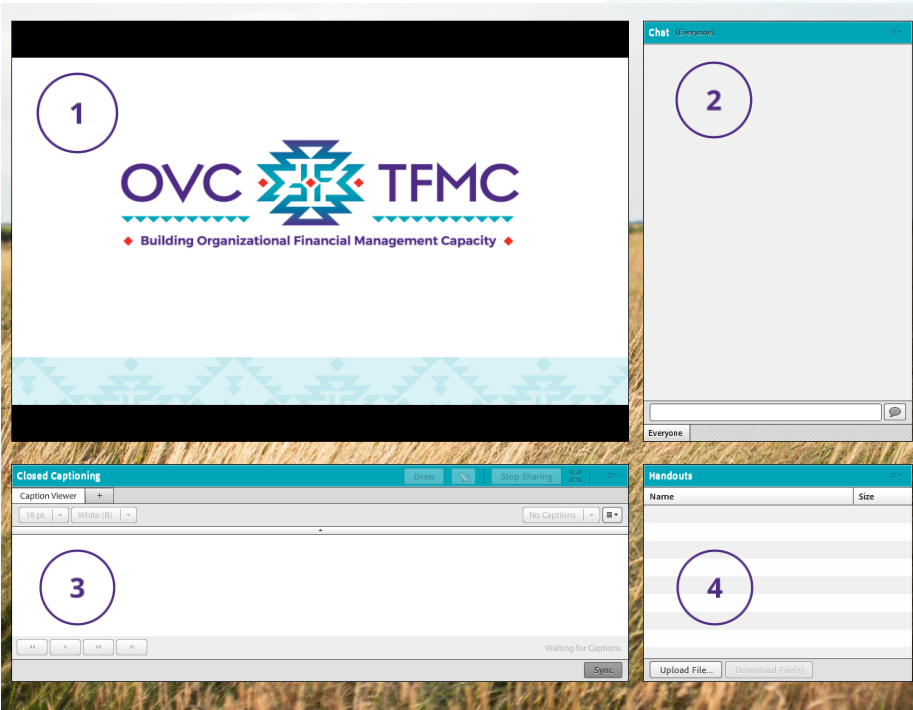 1
OVC TFMC
Building Organizational Financial Management Capacity
Chat (Everyone)
2
Everyone
Closed Captioning Draw Stop Sharing
Caption Viewer +
18 pt White (B) No Captions
3
Waiting for Captions
Sync
Handouts
Name Size
4
Upload File... Download File(s)